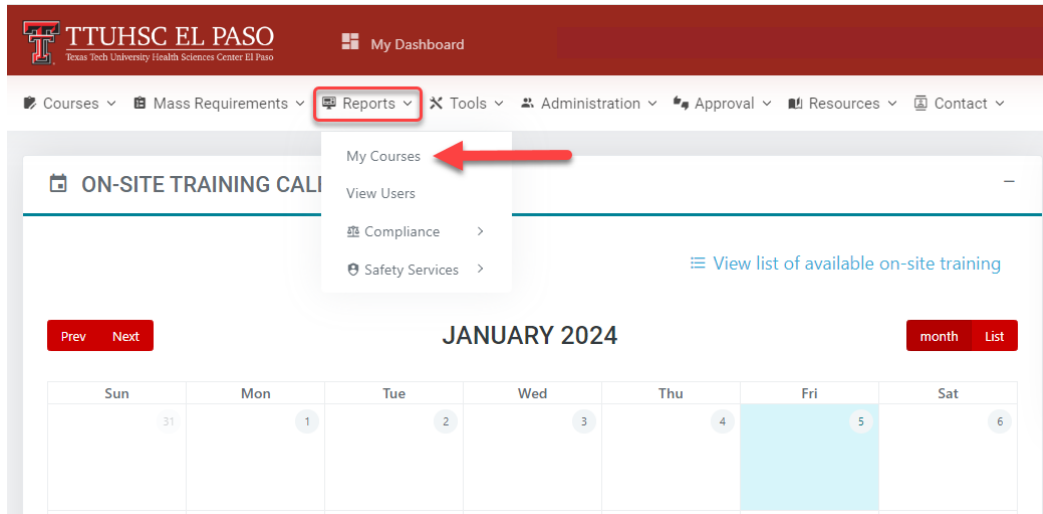 TTUHSC EL PASO
Texas Tech University Health Sciences Center El Paso
My Dashboard
Courses Mass Requirements Reports Tools Administration Approval Resources Contact
My Courses
View Users
Compliance
Safety Services
ON-SITE TRAINING CALE
View list of available on-site training
Prev Next
JANUARY 2024
month List
Sun Mon Tue Wed Thu Fri Sat
31 1 2 3 4 5 6